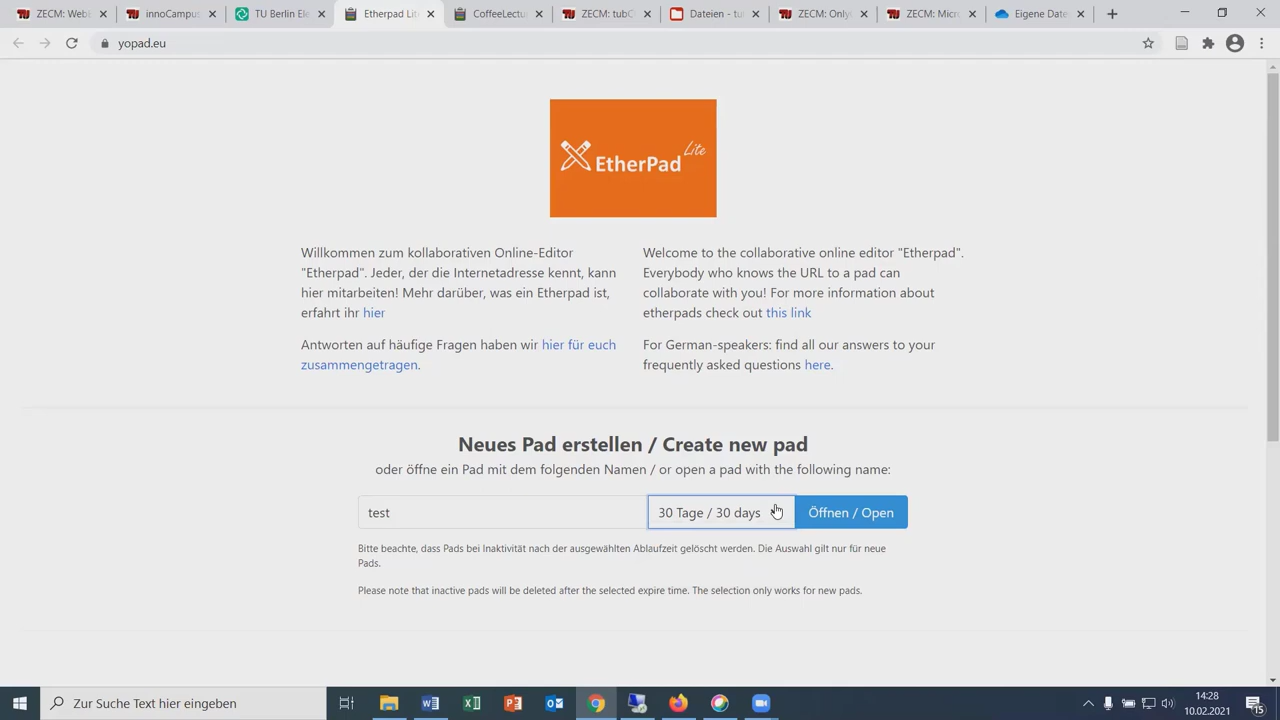 ZECM: Webs
innoCampus
TU Berlin Ele
Etherpad Lit
CoffeeLectu
ZECM: tubC
Dateien - tu
ZECM: Only
ZECM: Micr
Eigene Date
yopad.eu
EtherPad Lite
Willkommen zum kollaborativen Online-Editor
"Etherpad". Jeder, der die Internetadresse kennt, kann
hier mitarbeiten! Mehr darüber, was ein Etherpad ist,
erfahrt ihr hier
Antworten auf häufige Fragen haben wir hier für euch
zusammengetragen.
Welcome to the collaborative online editor "Etherpad".
Everybody who knows the URL to a pad can
collaborate with you! For more information about
etherpads check out this link
For German-speakers: find all our answers to your
frequently asked questions here.
Neues Pad erstellen / Create new pad
oder öffne ein Pad mit dem folgenden Namen / or open a pad with the following name:
test
30 Tage / 30 days
Öffnen / Open
Bitte beachte, dass Pads bei Inaktivität nach der ausgewählten Ablaufzeit gelöscht werden. Die Auswahl gilt nur für neue
Pads.
Please note that inactive pads will be deleted after the selected expire time. The selection only works for new pads.
Zur Suche Text hier eingeben
14:28
10.02.2021
15